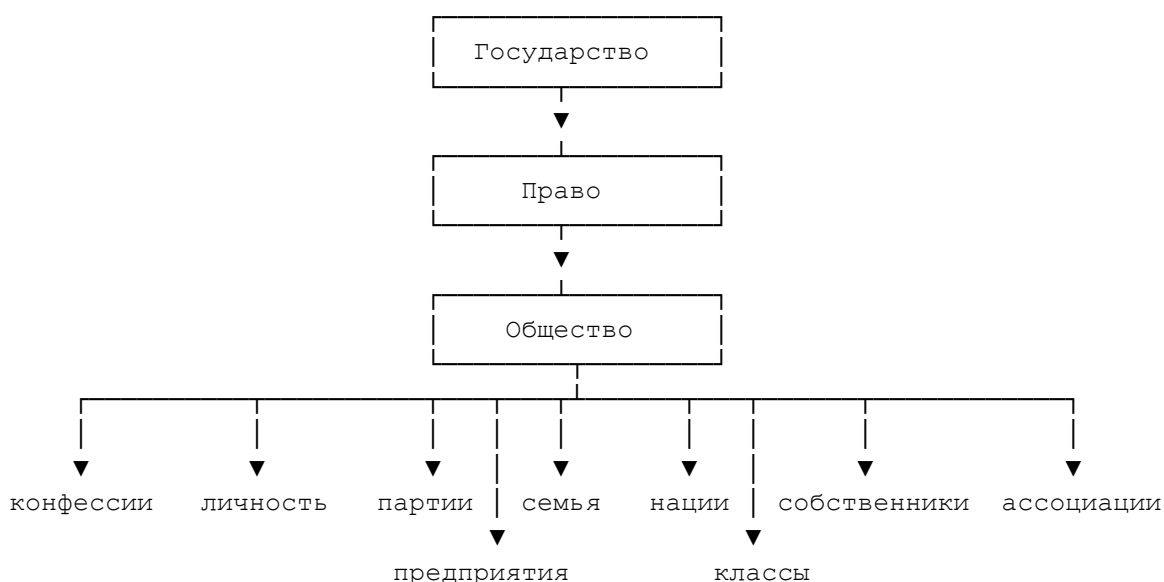 Государство
Право
Общество
конфессии личность партии семья нации собственники ассоциации
предприятия классы